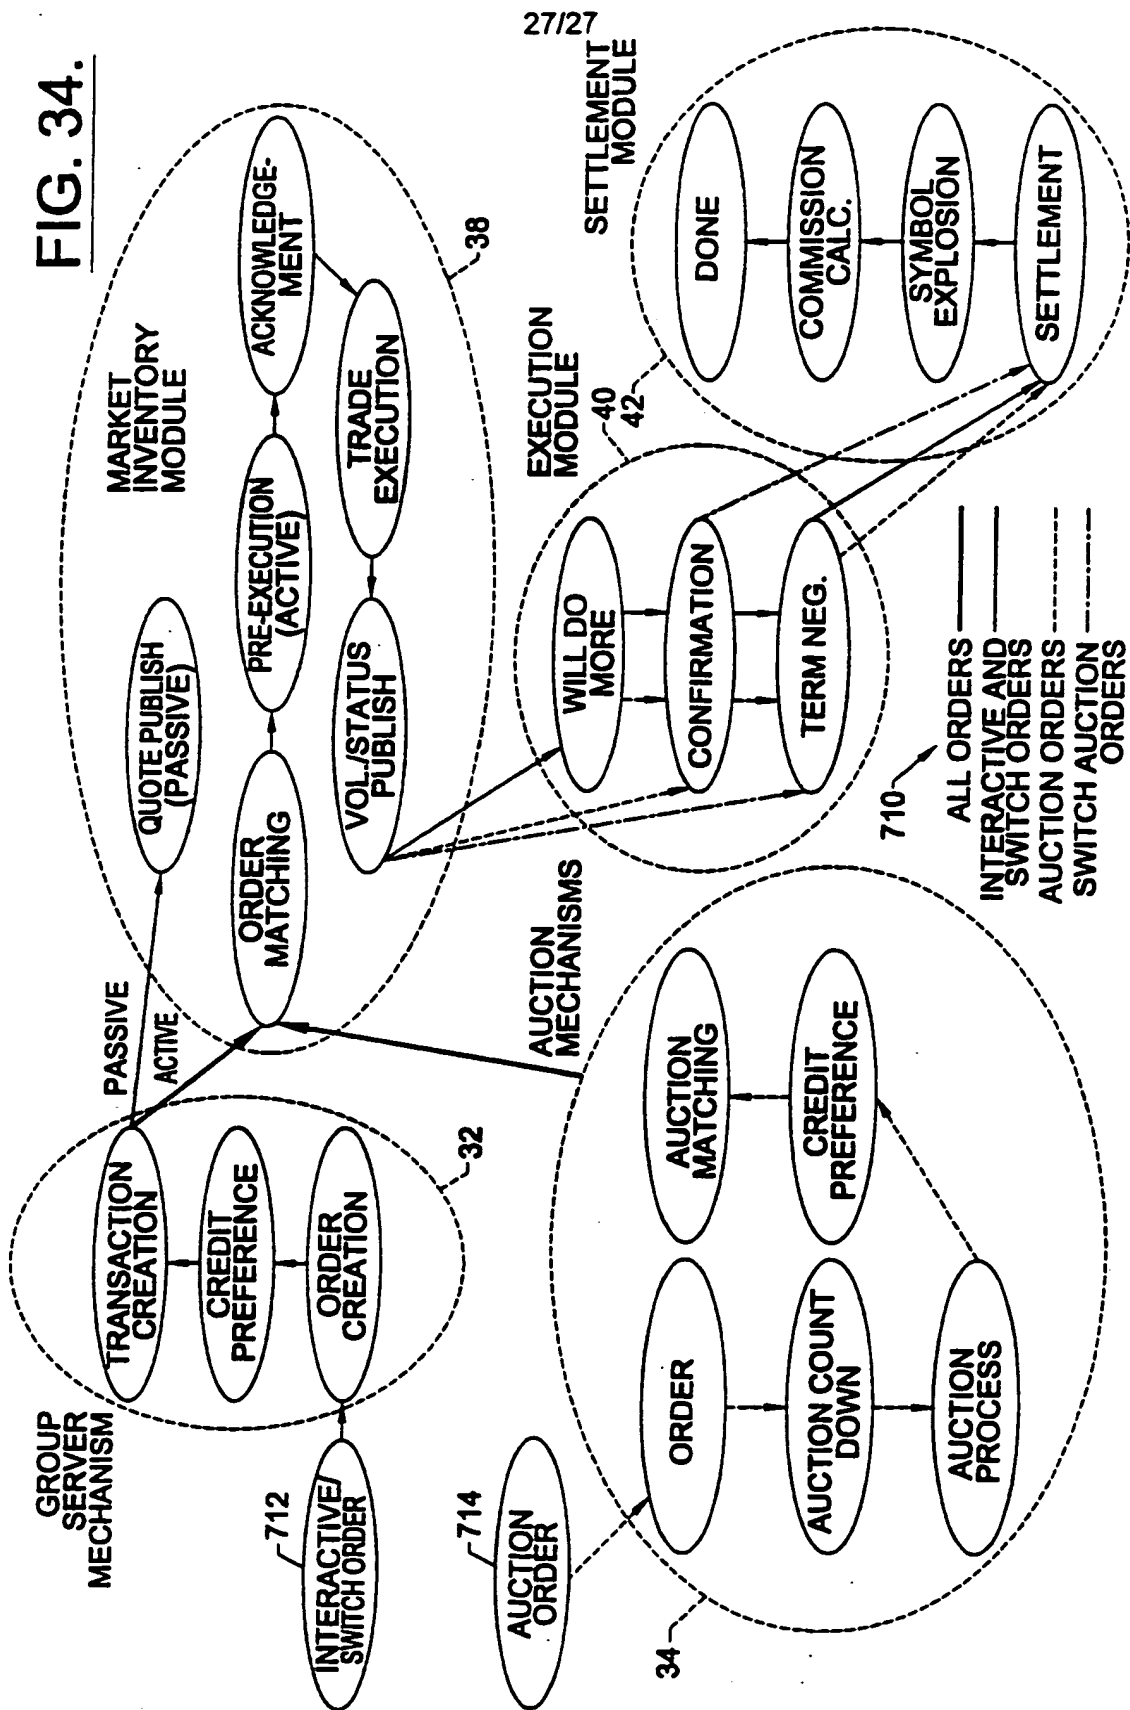 27/27
FIG. 34.
GROUP
SERVER
MECHANISM
TRANSACTION
CREATION
CREDIT
PREFERENCE
ORDER
CREATION
32
712
INTERACTIVE/
SWITCH ORDER
714
AUCTION
ORDER
PASSIVE
ACTIVE
MARKET
INVENTORY
MODULE
QUOTE PUBLISH
(PASSIVE)
ORDER
MATCHING
PRE-EXECUTION
(ACTIVE)
ACKNOWLEDGE-
MENT
TRADE
EXECUTION
VOL./STATUS
PUBLISH
38
AUCTION
MECHANISMS
ORDER
AUCTION COUNT
DOWN
AUCTION
PROCESS
CREDIT
PREFERENCE
AUCTION
MATCHING
34
EXECUTION
MODULE
40
42
WILL DO
MORE
CONFIRMATION
TERM NEG.
SETTLEMENT
MODULE
DONE
COMMISSION
CALC.
SYMBOL
EXPLOSION
SETTLEMENT
710
ALL ORDERS
INTERACTIVE AND
SWITCH ORDERS
AUCTION ORDERS
SWITCH AUCTION
ORDERS